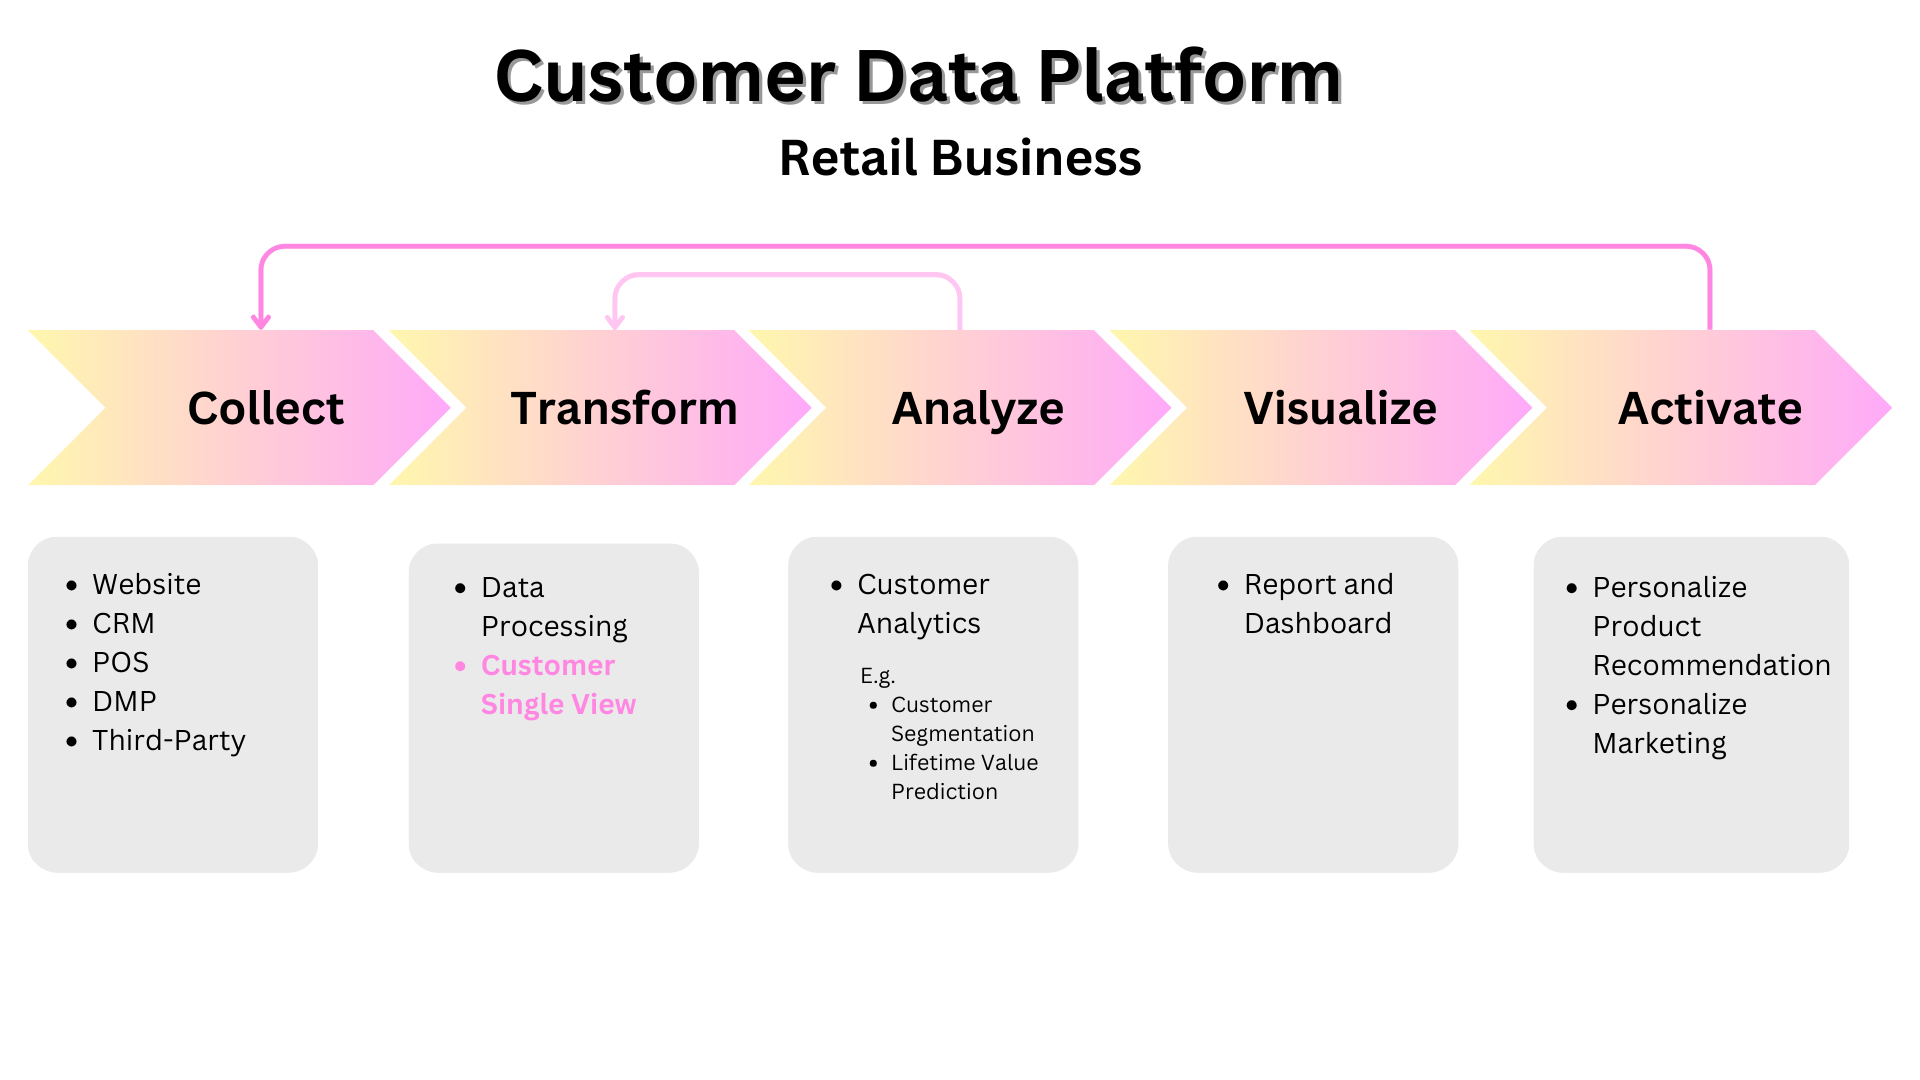 Customer Data Platform
Retail Business
Collect
Transform
Analyze
Visualize
Activate
Website
CRM
POS
DMP
Third-Party
Data
Processing
Customer
Single View
Customer
Analytics
E.g.
Customer
Segmentation
Lifetime Value
Prediction
Report and
Dashboard
Personalize
Product
Recommendation
Personalize
Marketing